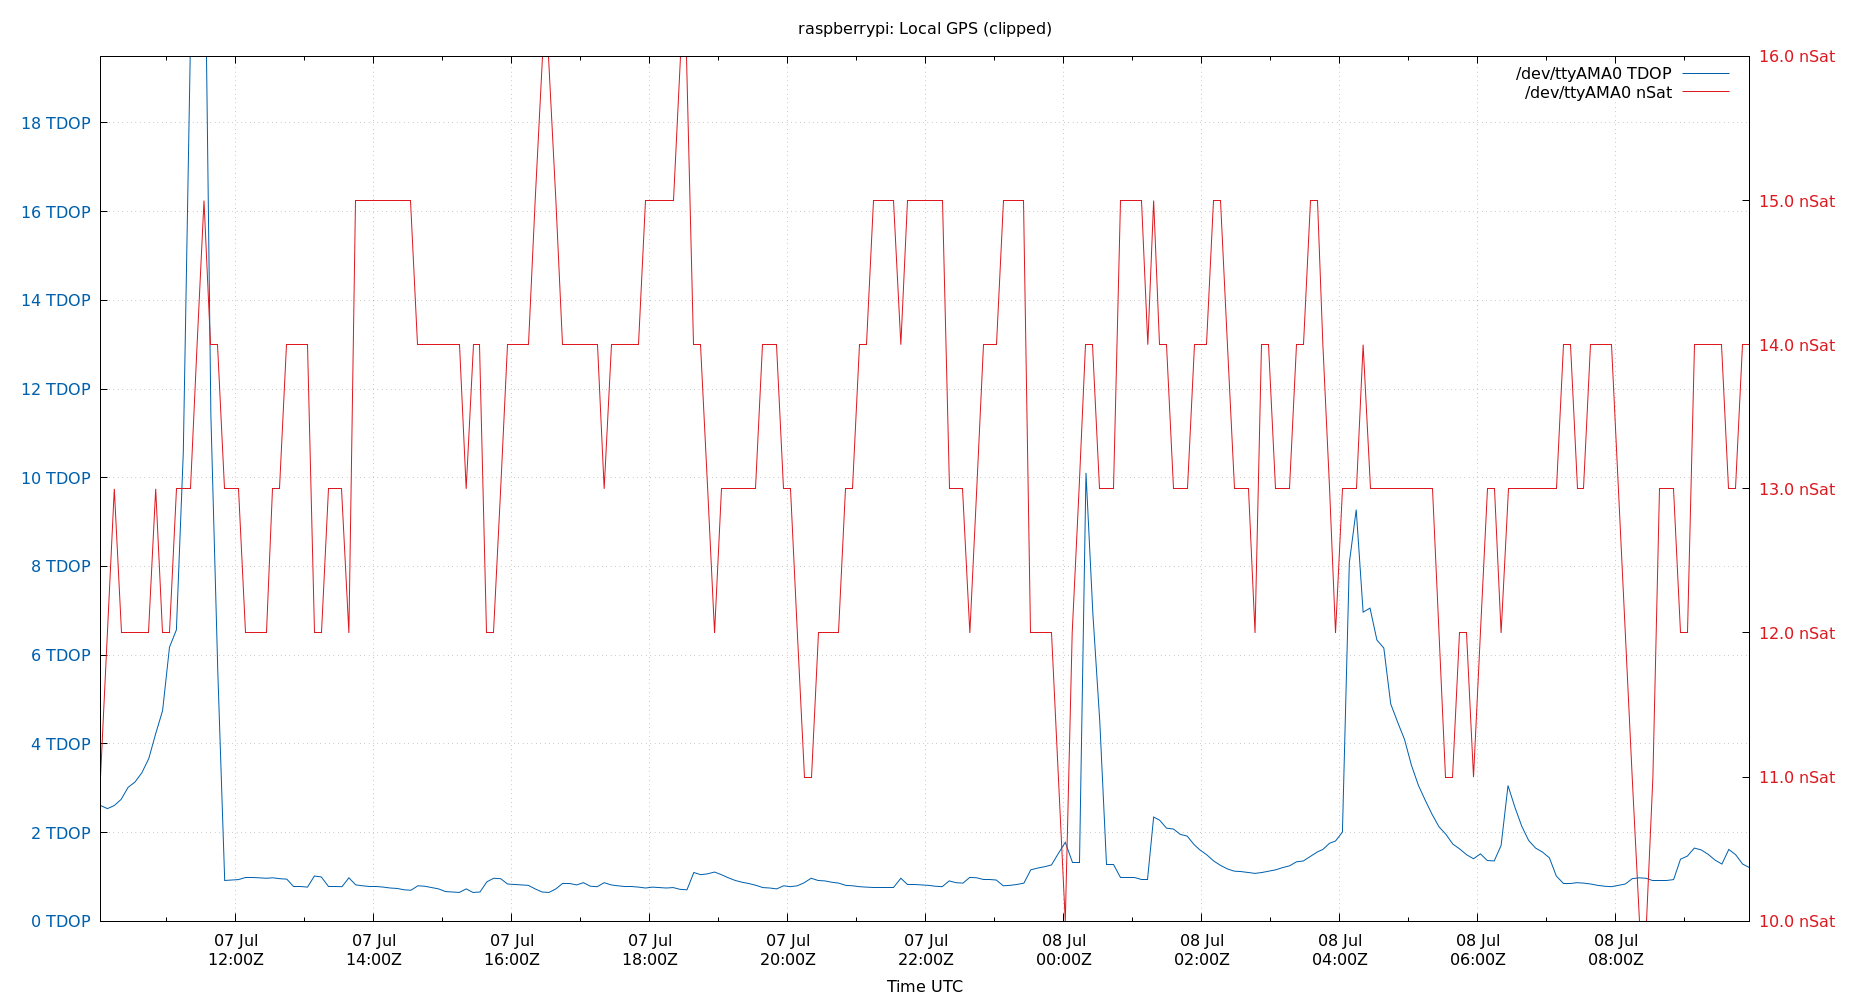 raspberrypi: Local GPS (clipped)
/dev/ttyAMA0 TDOP
/dev/ttyAMA0 nSat
18 TDOP
16 TDOP
14 TDOP
12 TDOP
10 TDOP
8 TDOP
6 TDOP
4 TDOP
2 TDOP
0 TDOP
16.0 nSat
15.0 nSat
14.0 nSat
13.0 nSat
12.0 nSat
11.0 nSat
10.0 nSat
07 Jul
12:00Z
07 Jul
14:00Z
07 Jul
16:00Z
07 Jul
18:00Z
07 Jul
20:00Z
07 Jul
22:00Z
08 Jul
00:00Z
08 Jul
02:00Z
08 Jul
04:00Z
08 Jul
06:00Z
08 Jul
08:00Z
Time UTC